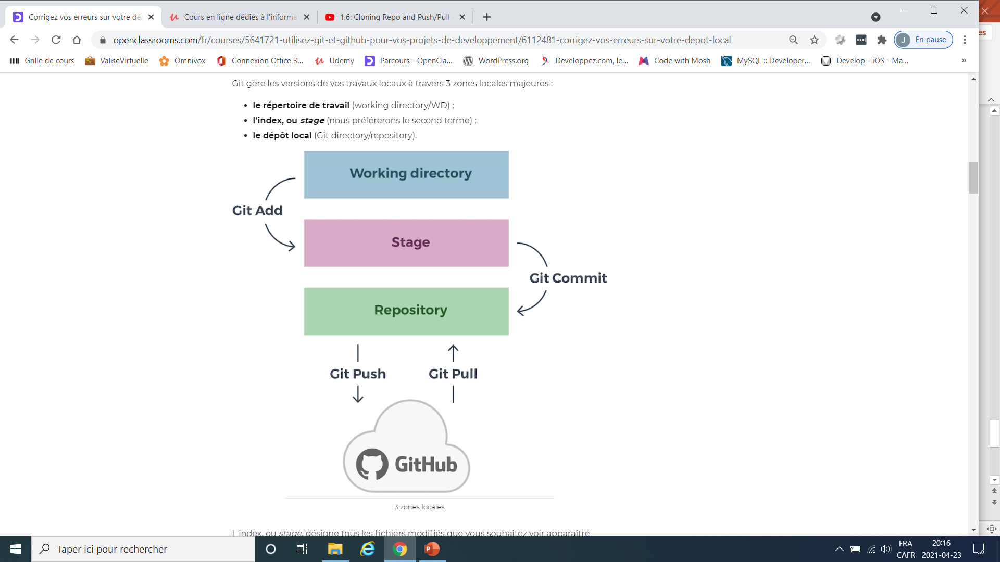 Corrigez vos erreurs sur votre dé
Cours en ligne dédiés à l'informa
1.6: Cloning Repo and Push/Pull
es
openclassrooms.com/fr/courses/5641721-utilisez-git-et-github-pour-vos-projets-de-developpement/6112481-corrigez-vos-erreurs-sur-votre-depot-local
J En pause
Grille de cours
ValiseVirtuelle
Omnivox
Connexion Office 3...
Udemy
Parcours - OpenCla...
WordPress.org
Developpez.com, le...
Code with Mosh
MySQL :: Developer...
Develop - iOS - Ma...
»
Git gère les versions de vos travaux locaux à travers 3 zones locales majeures :
• le répertoire de travail (working directory/WD) ;
• l'index, ou stage (nous préférerons le second terme) ;
• le dépôt local (Git directory/repository).
Working directory
Git Add
Stage
Git Commit
Repository
Git Push
Git Pull
GitHub
3 zones locales
L'index, ou stage, désigne tous les fichiers modifiés que vous souhaitez voir apparaître
Taper ici pour rechercher
FRA
CAFR
20:16
2021-04-23